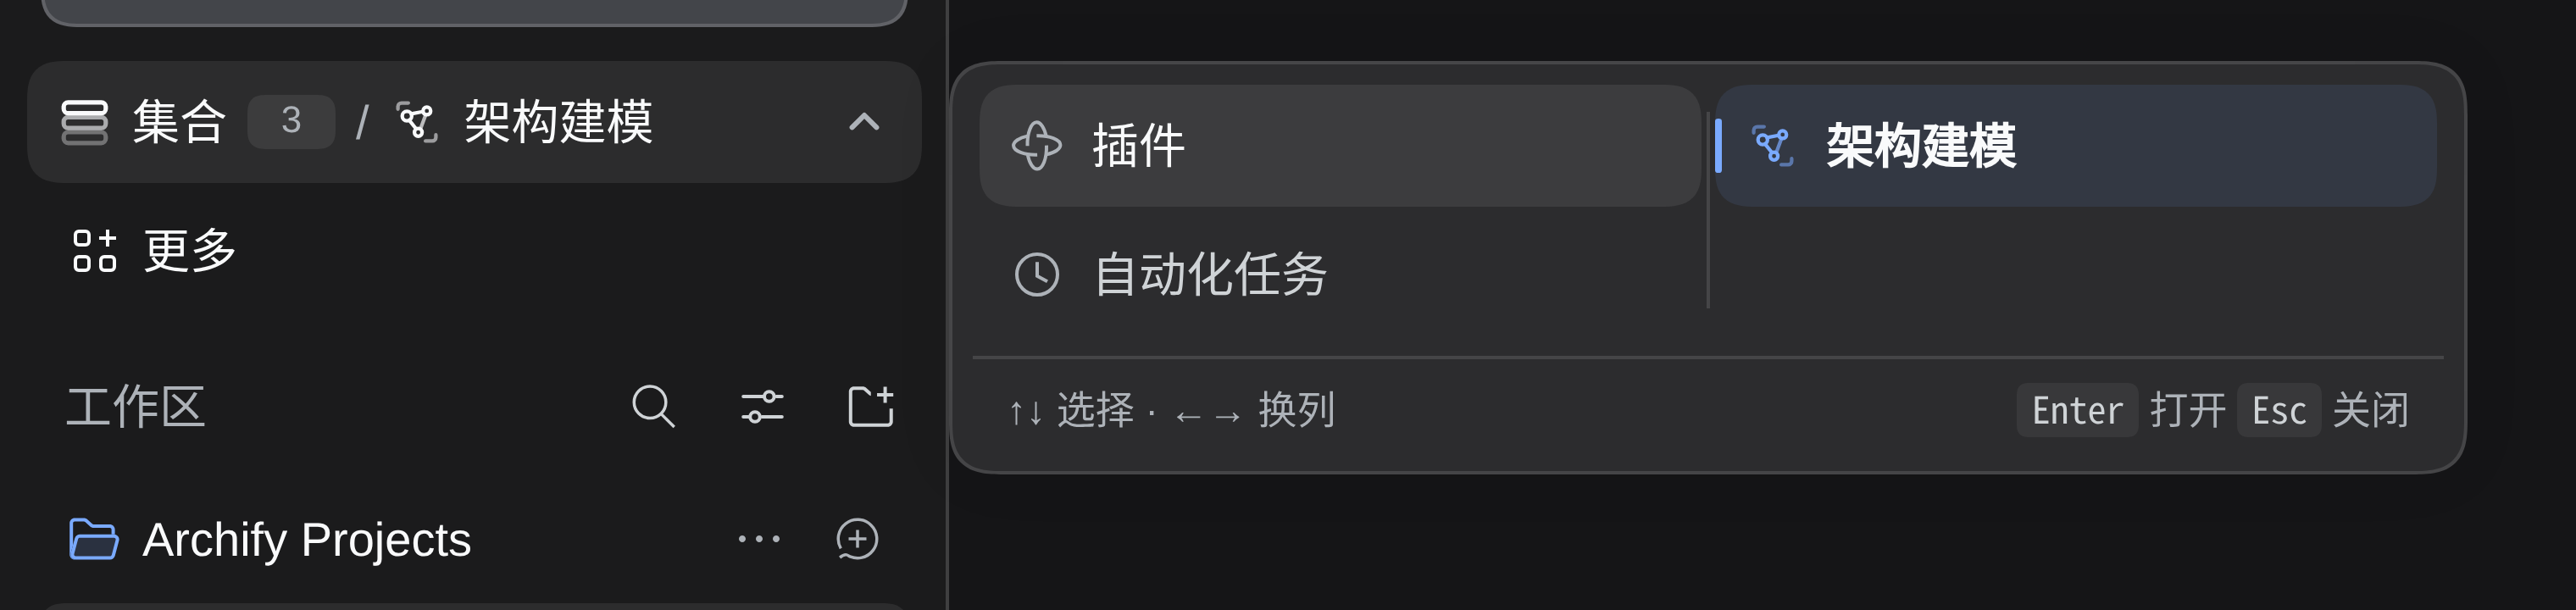 集合 3 / 架构建模
更多
工作区
Archify Projects
插件
架构建模
自动化任务
↑↓ 选择 · ←→ 换列
Enter 打开 Esc 关闭